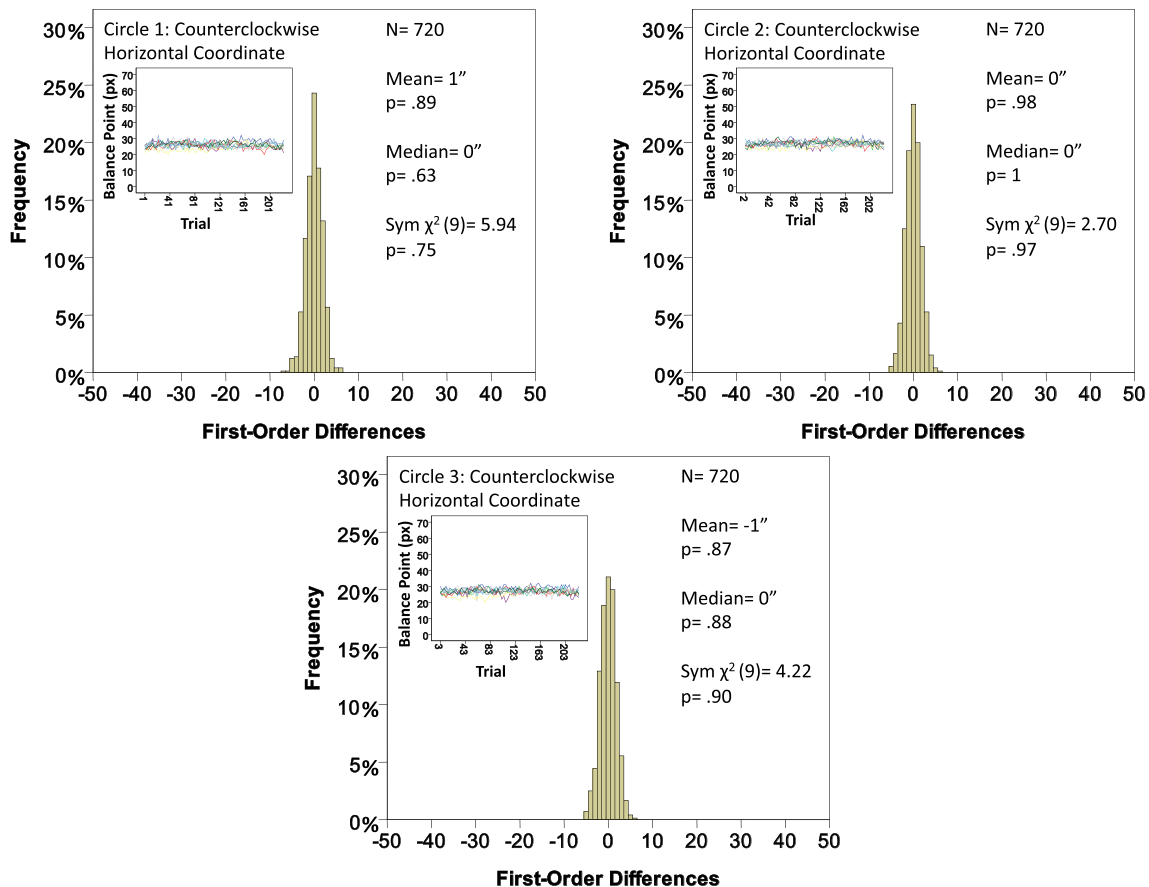 Circle 1: Counterclockwise
Horizontal Coordinate
N= 720
Mean= 1”
p= .89
Median= 0”
p= .63
Sym χ² (9)= 5.94
p= .75
Frequency
30%
25%
20%
15%
10%
5%
0%
-50 -40 -30 -20 -10 0 10 20 30 40 50
First-Order Differences
Balance Point (px)
70
60
50
40
30
20
10
0
1 41 81 121 161 201
Trial
Circle 2: Counterclockwise
Horizontal Coordinate
N= 720
Mean= 0”
p= .98
Median= 0”
p= 1
Sym χ² (9)= 2.70
p= .97
Frequency
30%
25%
20%
15%
10%
5%
0%
-50 -40 -30 -20 -10 0 10 20 30 40 50
First-Order Differences
Balance Point (px)
70
60
50
40
30
20
10
0
2 42 82 122 162 202
Trial
Circle 3: Counterclockwise
Horizontal Coordinate
N= 720
Mean= -1”
p= .87
Median= 0”
p= .88
Sym χ² (9)= 4.22
p= .90
Frequency
30%
25%
20%
15%
10%
5%
0%
-50 -40 -30 -20 -10 0 10 20 30 40 50
First-Order Differences
Balance Point (px)
70
60
50
40
30
20
10
0
3 43 83 123 163 203
Trial